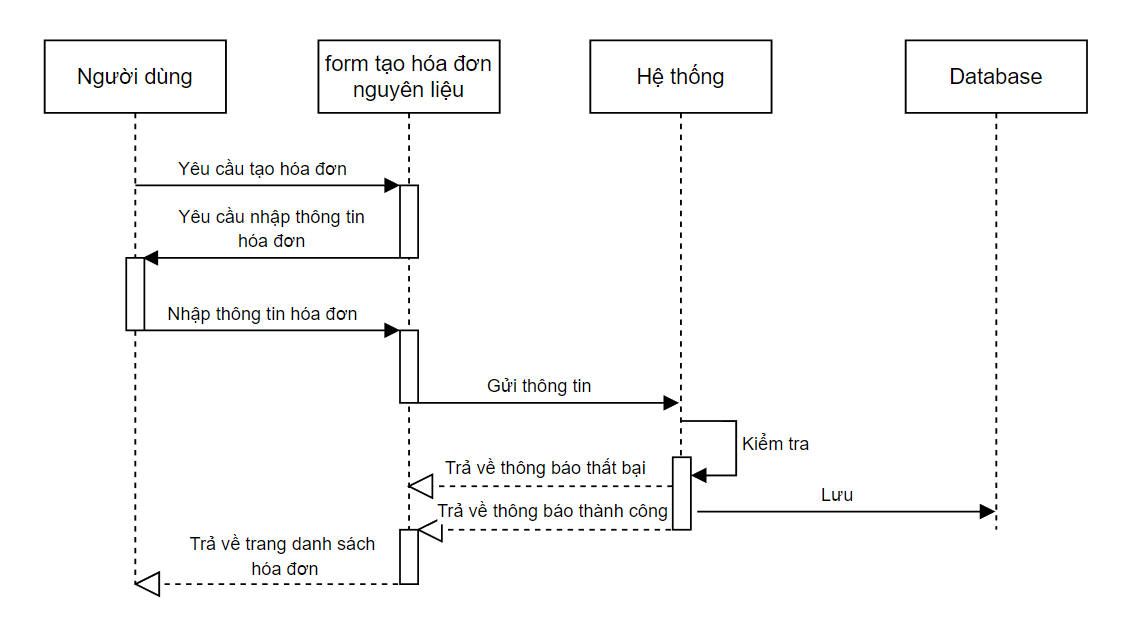 Người dùng
form tạo hóa đơn
nguyên liệu
Hệ thống
Database
Yêu cầu tạo hóa đơn
Yêu cầu nhập thông tin
hóa đơn
Nhập thông tin hóa đơn
Gửi thông tin
Kiểm tra
Trả về thông báo thất bại
Lưu
Trả về thông báo thành công
Trả về trang danh sách
hóa đơn